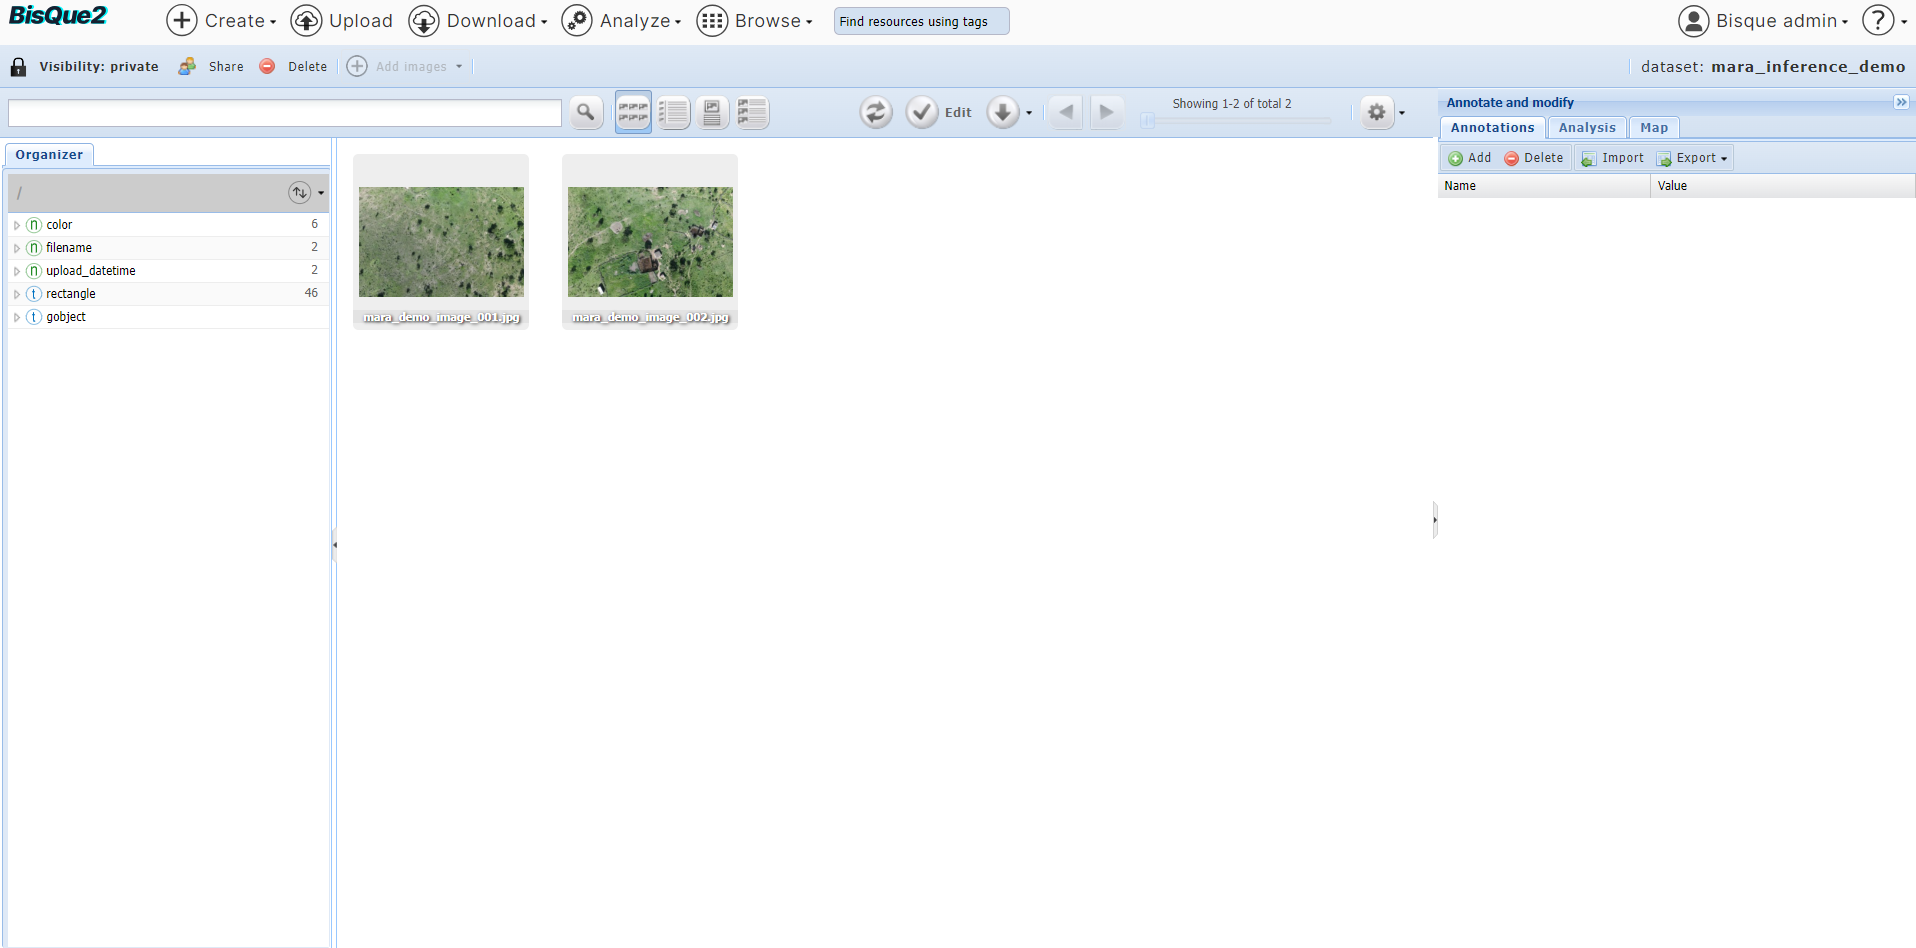 BisQue2 Create Upload Download Analyze Browse Find resources using tags Bisque admin ?
Visibility: private Share Delete Add images dataset: mara_inference_demo
Edit Showing 1-2 of total 2 Annotate and modify
Annotations Analysis Map
Add Delete Import Export
Name Value
Organizer
/
color 6
filename 2
upload_datetime 2
rectangle 46
gobject
n
n
n
t
t
mara_demo_image_001.jpg mara_demo_image_002.jpg